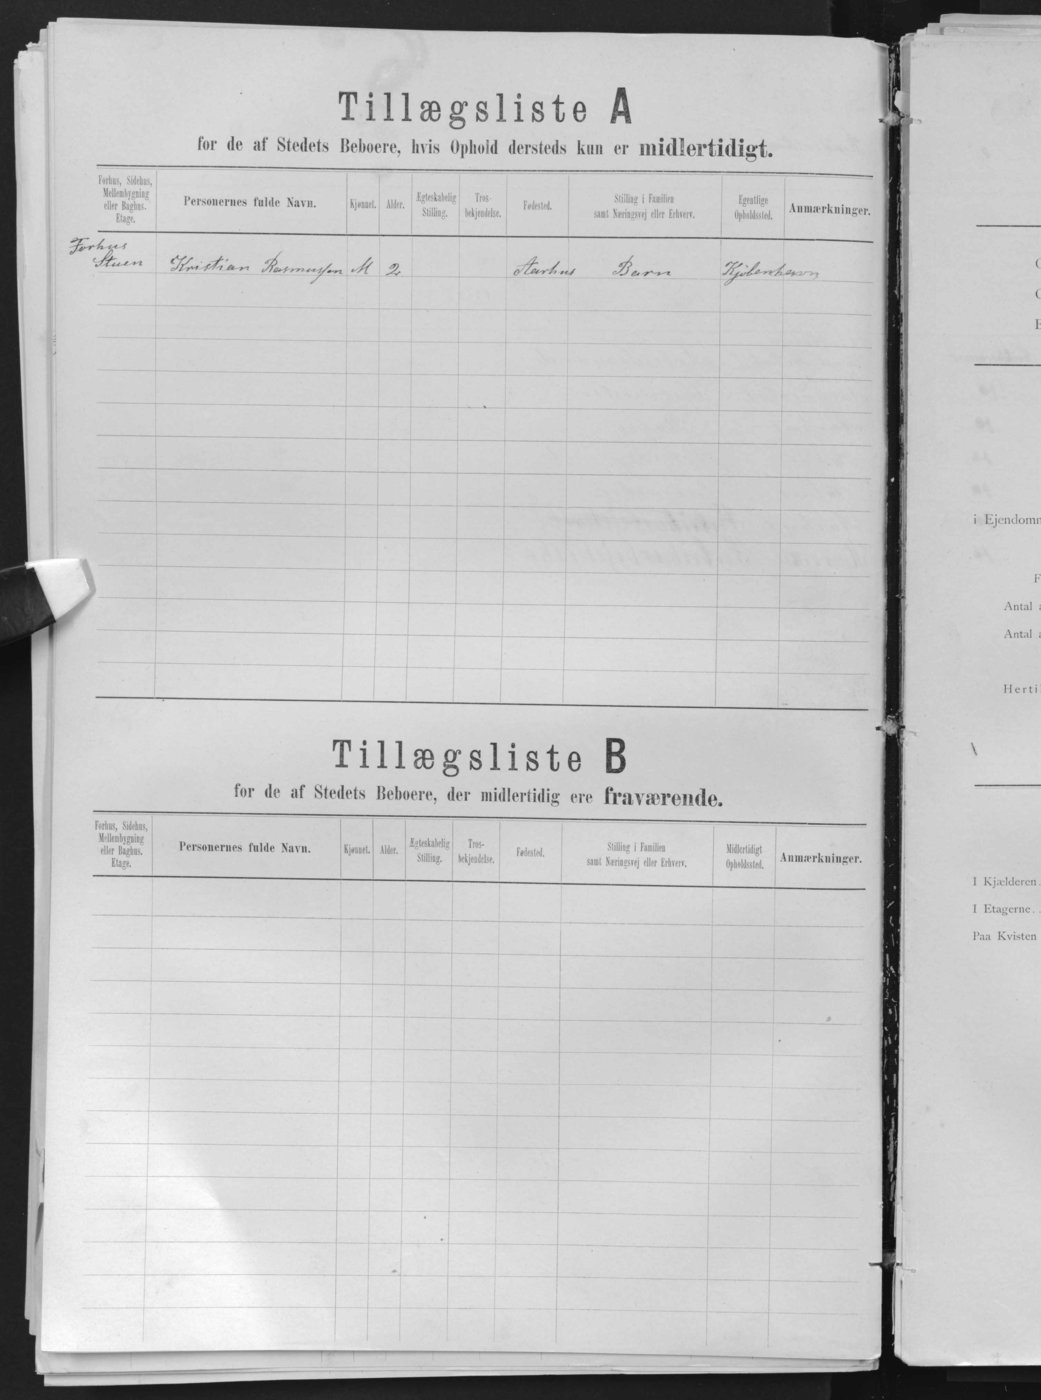 Tillægsliste A
for de af Stedets Beboere, hvis Ophold dersteds kun er midlertidigt.
Forhus, Sidehus, Mellembygning eller Baghus. Etage. Personernes fulde Navn. Kjønnet. Alder. Ægteskabelig Stilling. Trosbekjendelse. Fødested. Stilling i Familien samt Næringsvej eller Erhverv. Egentlige Opholdssted. Anmærkninger.
Forhus
Stuen Kristian Rasmussen M 2 Aarhus Barn Kjøbenhavn
Tillægsliste B
for de af Stedets Beboere, der midlertidig ere fraværende.
Forhus, Sidehus, Mellembygning eller Baghus. Etage. Personernes fulde Navn. Kjønnet. Alder. Ægteskabelig Stilling. Trosbekjendelse. Fødested. Stilling i Familien samt Næringsvej eller Erhverv. Midlertidigt Opholdssted. Anmærkninger.
i Ejendomm
Antal
Antal
Herti
I Kjælderen
I Etagerne
Paa Kvisten